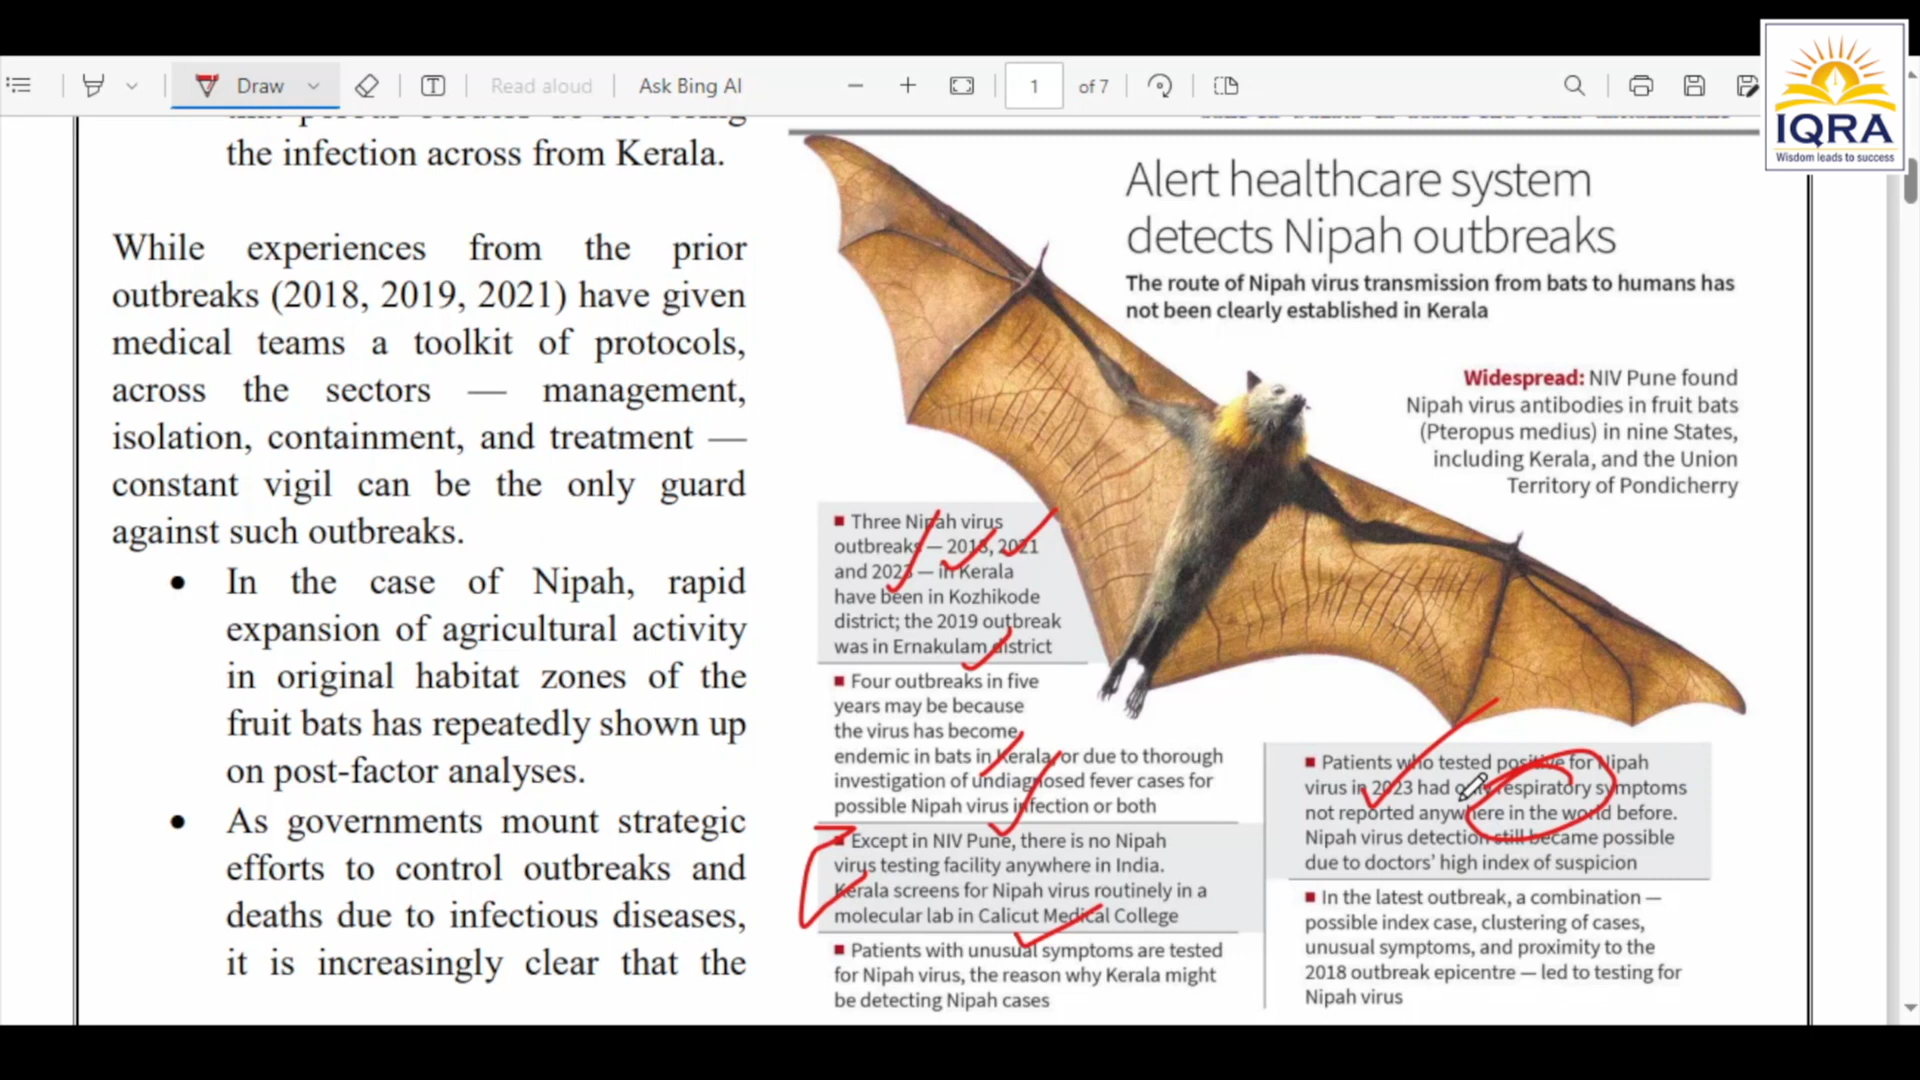 Draw
Read aloud
Ask Bing AI
1
of 7
IQRA
Wisdom leads to success
the infection across from Kerala.
While experiences from the prior
outbreaks (2018, 2019, 2021) have given
medical teams a toolkit of protocols,
across the sectors — management,
isolation, containment, and treatment —
constant vigil can be the only guard
against such outbreaks.
• In the case of Nipah, rapid
expansion of agricultural activity
in original habitat zones of the
fruit bats has repeatedly shown up
on post-factor analyses.
• As governments mount strategic
efforts to control outbreaks and
deaths due to infectious diseases,
it is increasingly clear that the
Alert healthcare system
detects Nipah outbreaks
The route of Nipah virus transmission from bats to humans has
not been clearly established in Kerala
Widespread: NIV Pune found
Nipah virus antibodies in fruit bats
(Pteropus medius) in nine States,
including Kerala, and the Union
Territory of Pondicherry
■ Three Nipah virus
outbreaks — 2018, 2021
and 2023 — in Kerala
have been in Kozhikode
district; the 2019 outbreak
was in Ernakulam district
■ Four outbreaks in five
years may be because
the virus has become
endemic in bats in Kerala, or due to thorough
investigation of undiagnosed fever cases for
possible Nipah virus infection or both
■ Except in NIV Pune, there is no Nipah
virus testing facility anywhere in India.
Kerala screens for Nipah virus routinely in a
molecular lab in Calicut Medical College
■ Patients with unusual symptoms are tested
for Nipah virus, the reason why Kerala might
be detecting Nipah cases
■ Patients who tested positive for Nipah
virus in 2023 had only respiratory symptoms
not reported anywhere in the world before.
Nipah virus detection still became possible
due to doctors' high index of suspicion
■ In the latest outbreak, a combination —
possible index case, clustering of cases,
unusual symptoms, and proximity to the
2018 outbreak epicentre — led to testing for
Nipah virus